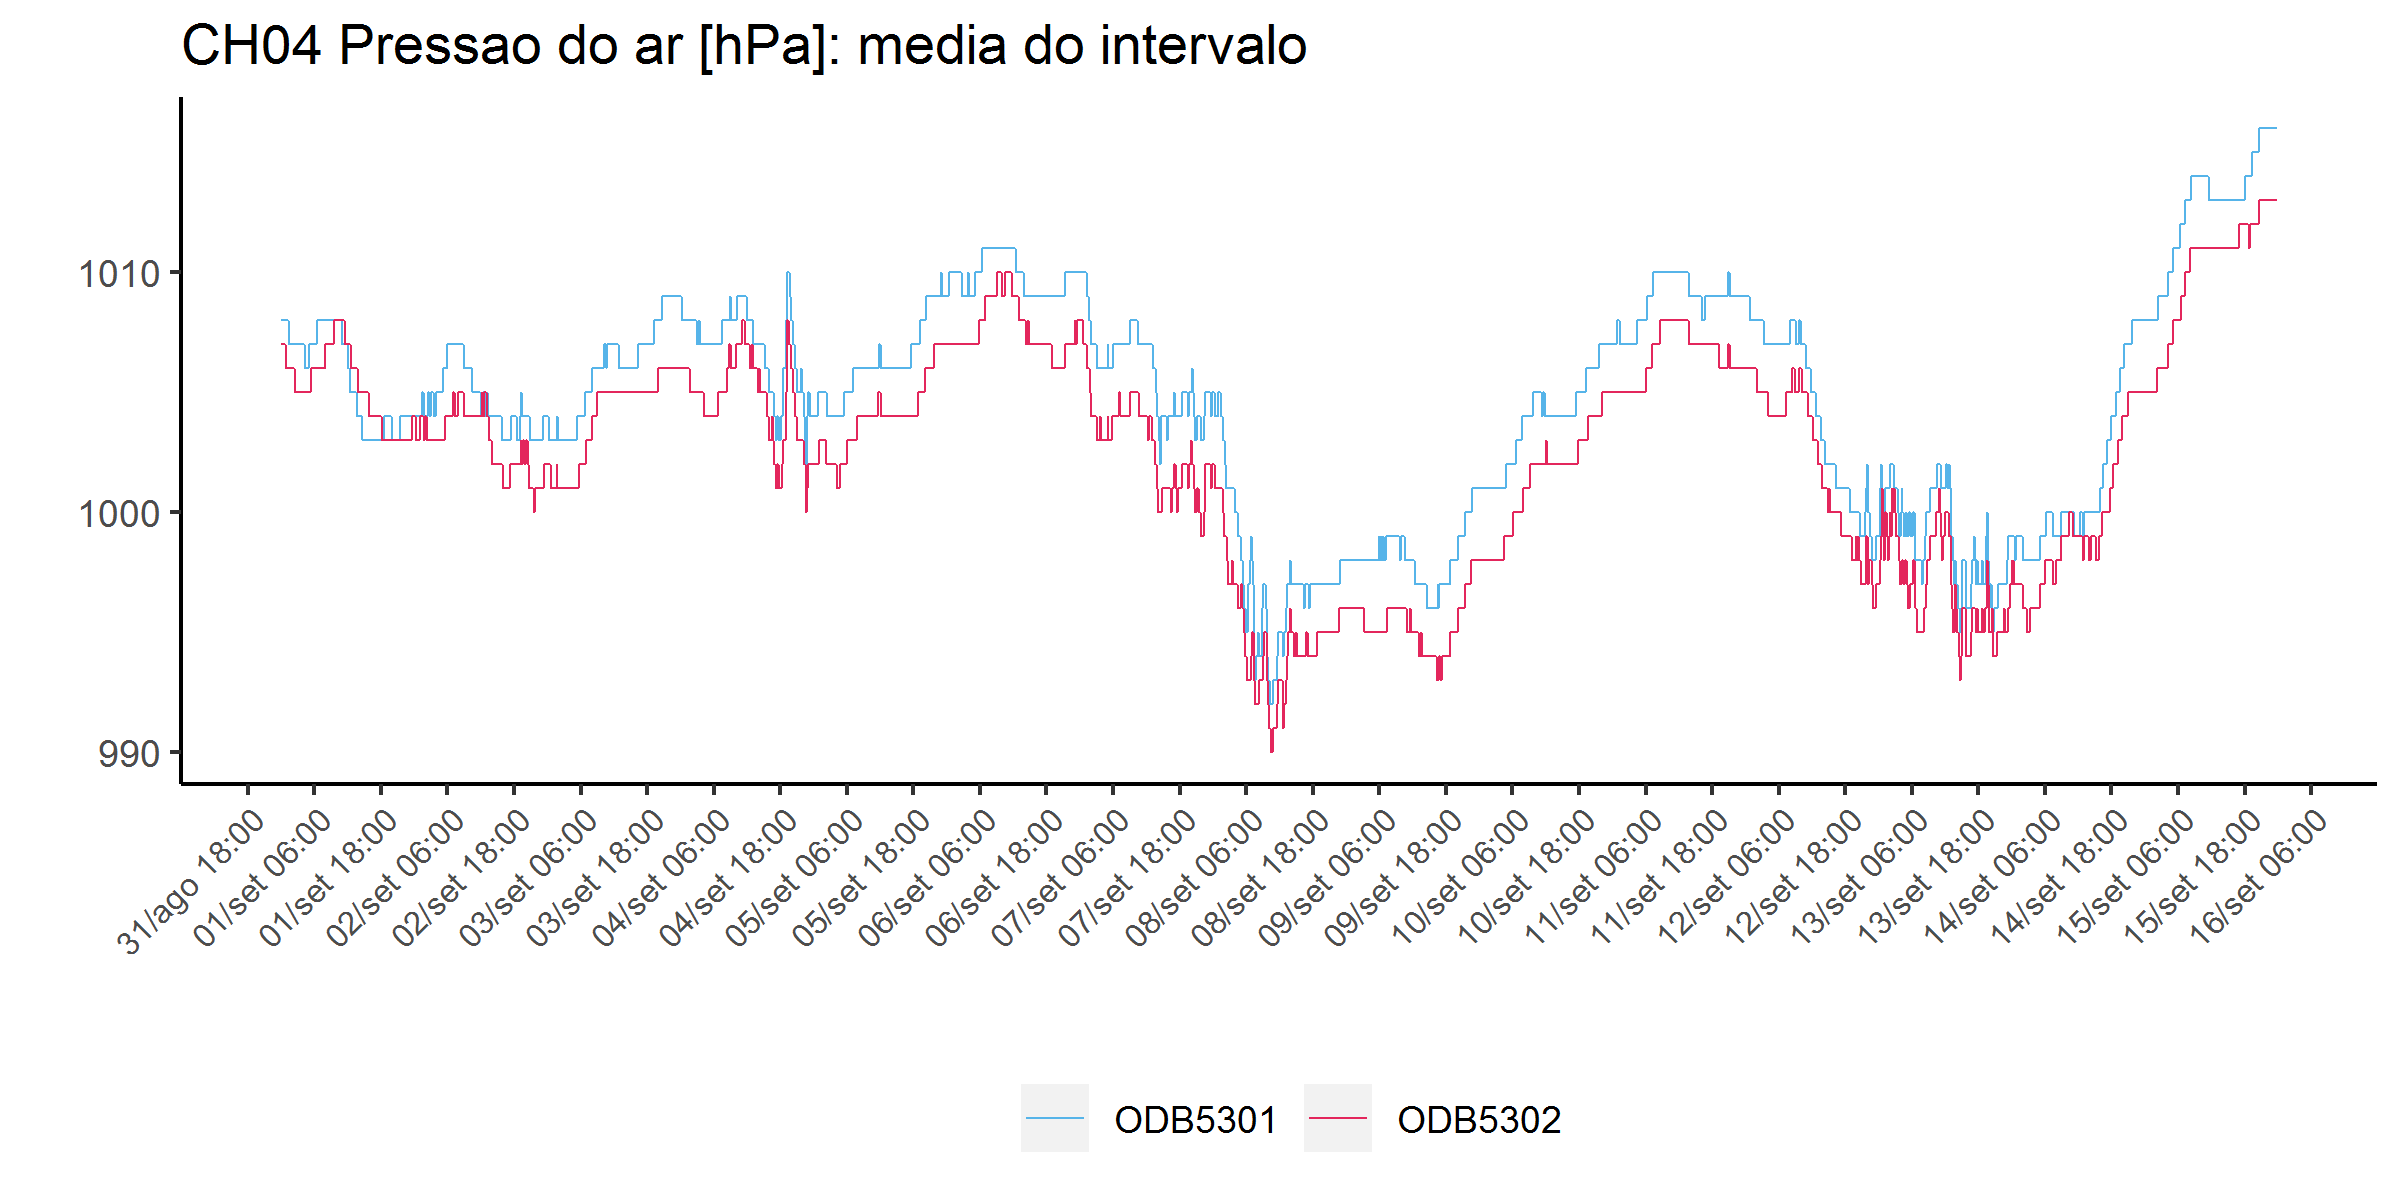 CH04 Pressao do ar [hPa]: media do intervalo
1010
1000
990
31/ago 18:00
01/set 06:00
01/set 18:00
02/set 06:00
02/set 18:00
03/set 06:00
03/set 18:00
04/set 06:00
04/set 18:00
05/set 06:00
05/set 18:00
06/set 06:00
06/set 18:00
07/set 06:00
07/set 18:00
08/set 06:00
08/set 18:00
09/set 06:00
09/set 18:00
10/set 06:00
10/set 18:00
11/set 06:00
11/set 18:00
12/set 06:00
12/set 18:00
13/set 06:00
13/set 18:00
14/set 06:00
14/set 18:00
15/set 06:00
15/set 18:00
16/set 06:00
ODB5301 ODB5302